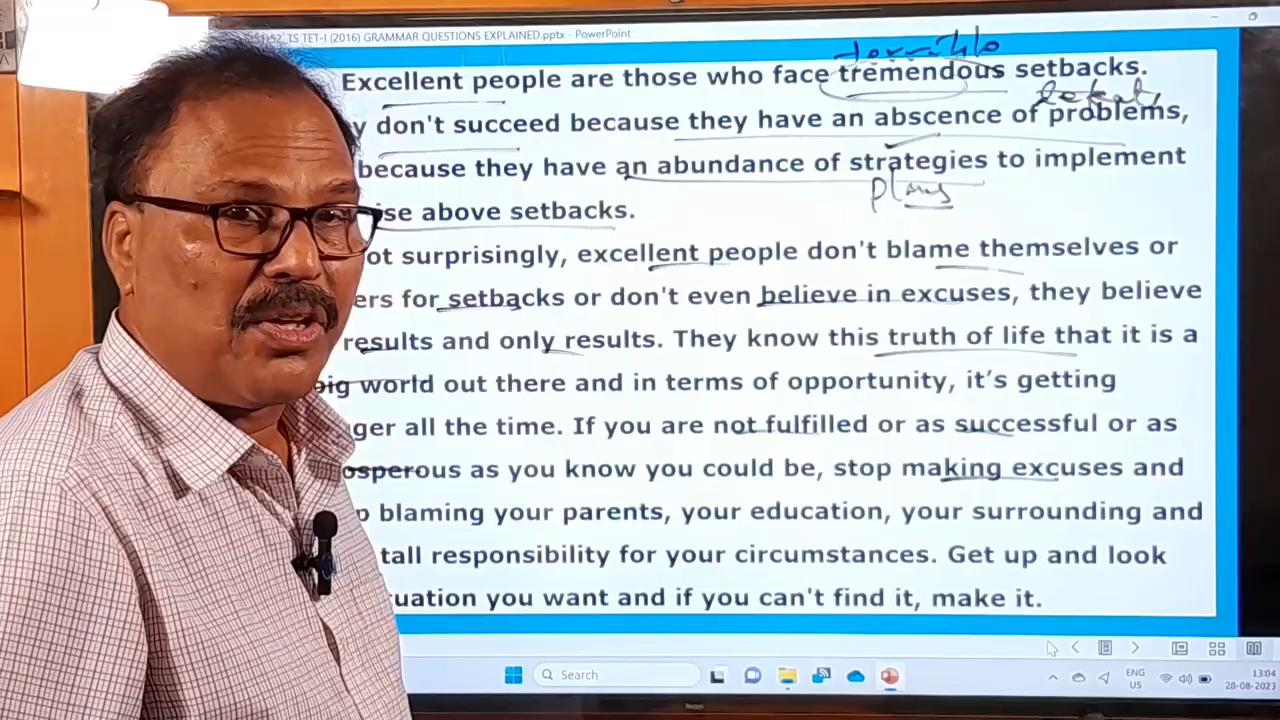 TS TET-I (2016) GRAMMAR QUESTIONS EXPLAINED.pptx - PowerPoint
terrible
Excellent people are those who face tremendous setbacks.
y don't succeed because they have an abscence of problems,
because they have an abundance of strategies to implement
plans
ise above setbacks.
ot surprisingly, excellent people don't blame themselves or
ers for setbacks or don't even believe in excuses, they believe
results and only results. They know this truth of life that it is a
big world out there and in terms of opportunity, it's getting
ger all the time. If you are not fulfilled or as successful or as
osperous as you know you could be, stop making excuses and
p blaming your parents, your education, your surrounding and
tall responsibility for your circumstances. Get up and look
tuation you want and if you can't find it, make it.
Search
ENG
US
13:04
28-08-2023